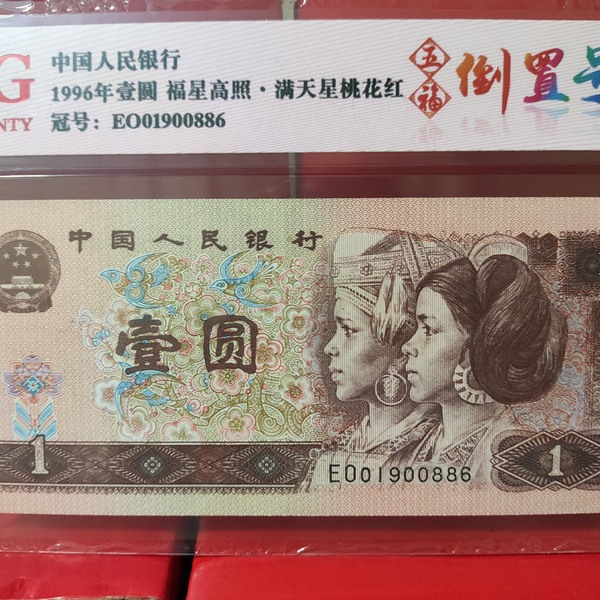 G
NTY
中国人民银行
1996年壹圆 福星高照·满天星桃花红
冠号: EO01900886
五福
倒置号
中国人民银行
壹圆
1
EO01900886
1